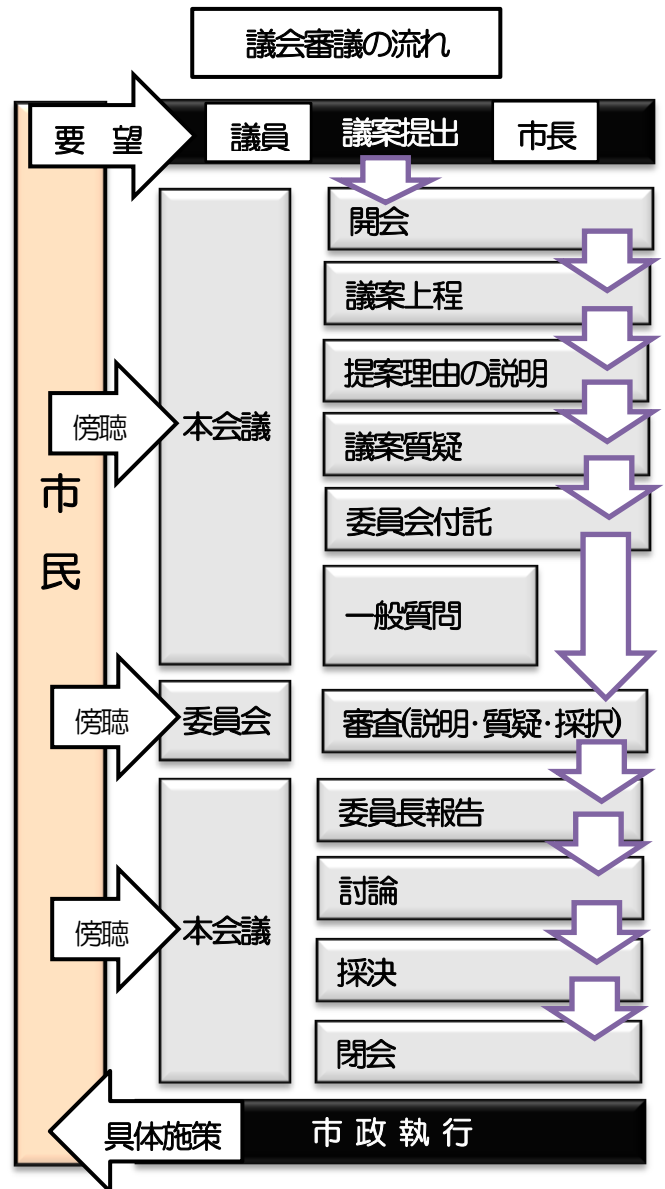 議会審議の流れ
要 望
議員
議案提出
市長
開会
議案上程
提案理由の説明
傍聴
本会議
議案質疑
市民
委員会付託
一般質問
傍聴
委員会
審査(説明・質疑・採択)
委員長報告
討論
傍聴
本会議
採決
閉会
具体施策
市 政 執 行